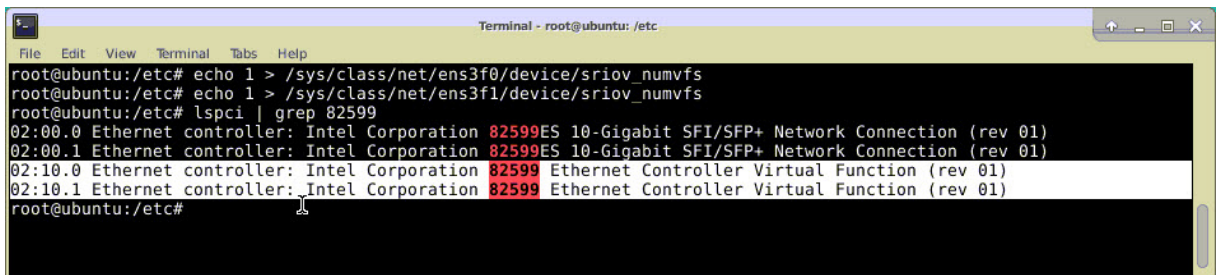 Terminal - root@ubuntu: /etc
File Edit View Terminal Tabs Help
root@ubuntu:/etc# echo 1 > /sys/class/net/ens3f0/device/sriov_numvfs
root@ubuntu:/etc# echo 1 > /sys/class/net/ens3f1/device/sriov_numvfs
root@ubuntu:/etc# lspci | grep 82599
02:00.0 Ethernet controller: Intel Corporation 82599ES 10-Gigabit SFI/SFP+ Network Connection (rev 01)
02:00.1 Ethernet controller: Intel Corporation 82599ES 10-Gigabit SFI/SFP+ Network Connection (rev 01)
02:10.0 Ethernet controller: Intel Corporation 82599 Ethernet Controller Virtual Function (rev 01)
02:10.1 Ethernet controller: Intel Corporation 82599 Ethernet Controller Virtual Function (rev 01)
root@ubuntu:/etc#